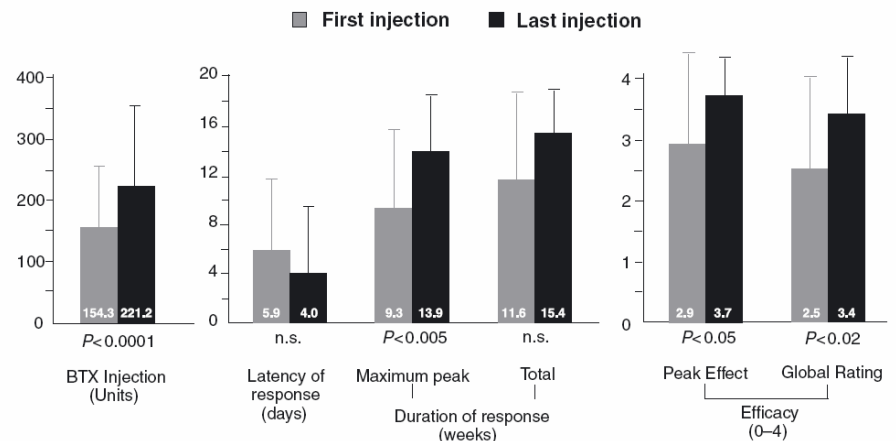 First injection
Last injection
400
300
200
100
0
154.3 221.2
P<0.0001
BTX Injection
(Units)
20
16
12
8
4
0
5.9 4.0
9.3 13.9
11.6 15.4
n.s.
P<0.005
n.s.
Latency of
response
(days)
Maximum peak
Total
Duration of response
(weeks)
4
3
2
1
0
2.9 3.7
2.5 3.4
P<0.05
P<0.02
Peak Effect
Global Rating
Efficacy
(0–4)